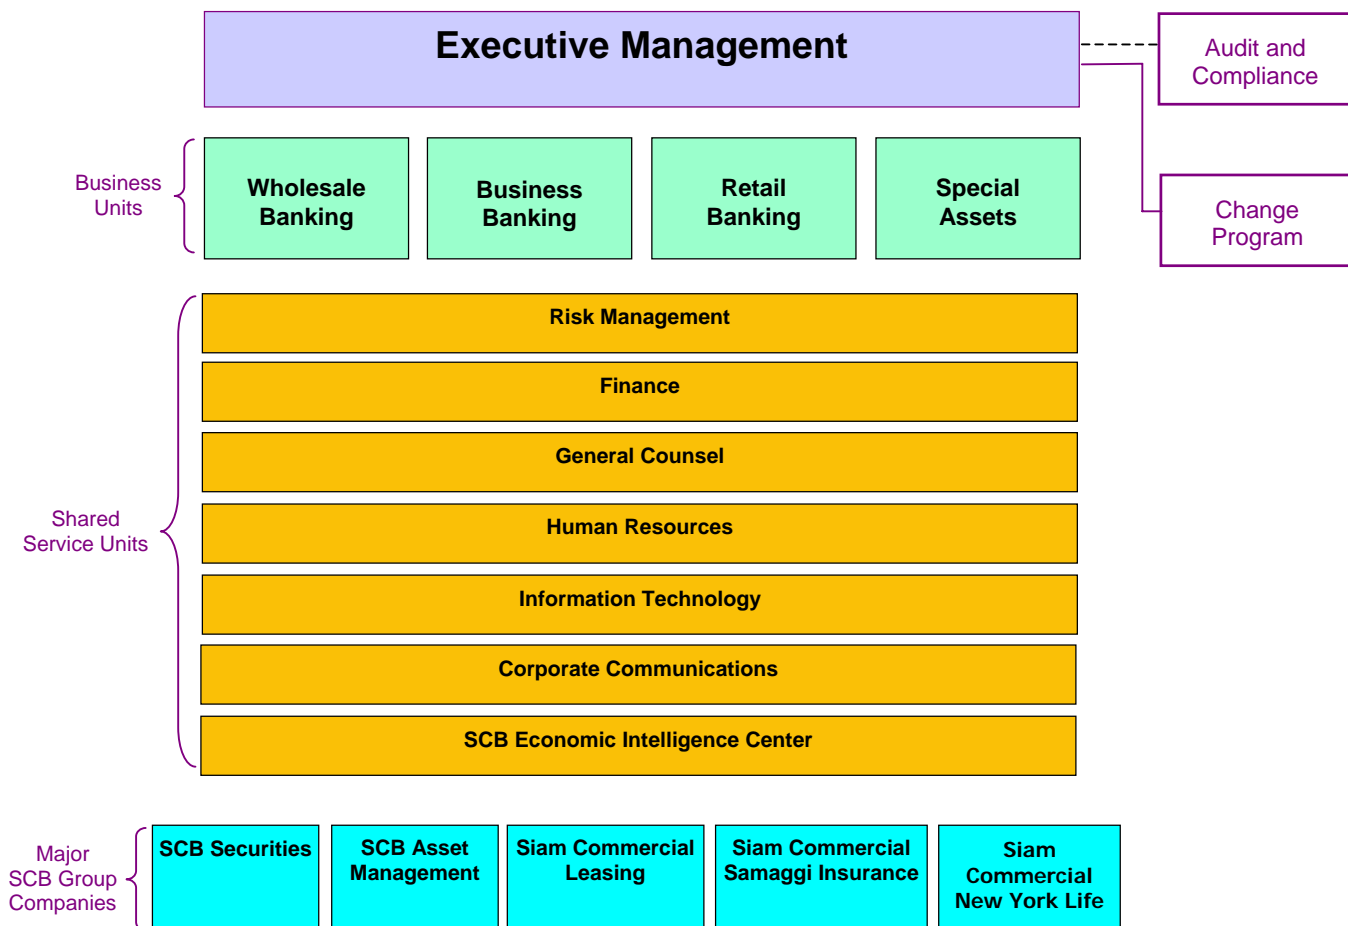 Executive Management
Audit and
Compliance
Business
Units
Wholesale
Banking
Business
Banking
Retail
Banking
Special
Assets
Change
Program
Shared
Service Units
Risk Management
Finance
General Counsel
Human Resources
Information Technology
Corporate Communications
SCB Economic Intelligence Center
Major
SCB Group
Companies
SCB Securities
SCB Asset
Management
Siam Commercial
Leasing
Siam Commercial
Samaggi Insurance
Siam
Commercial
New York Life